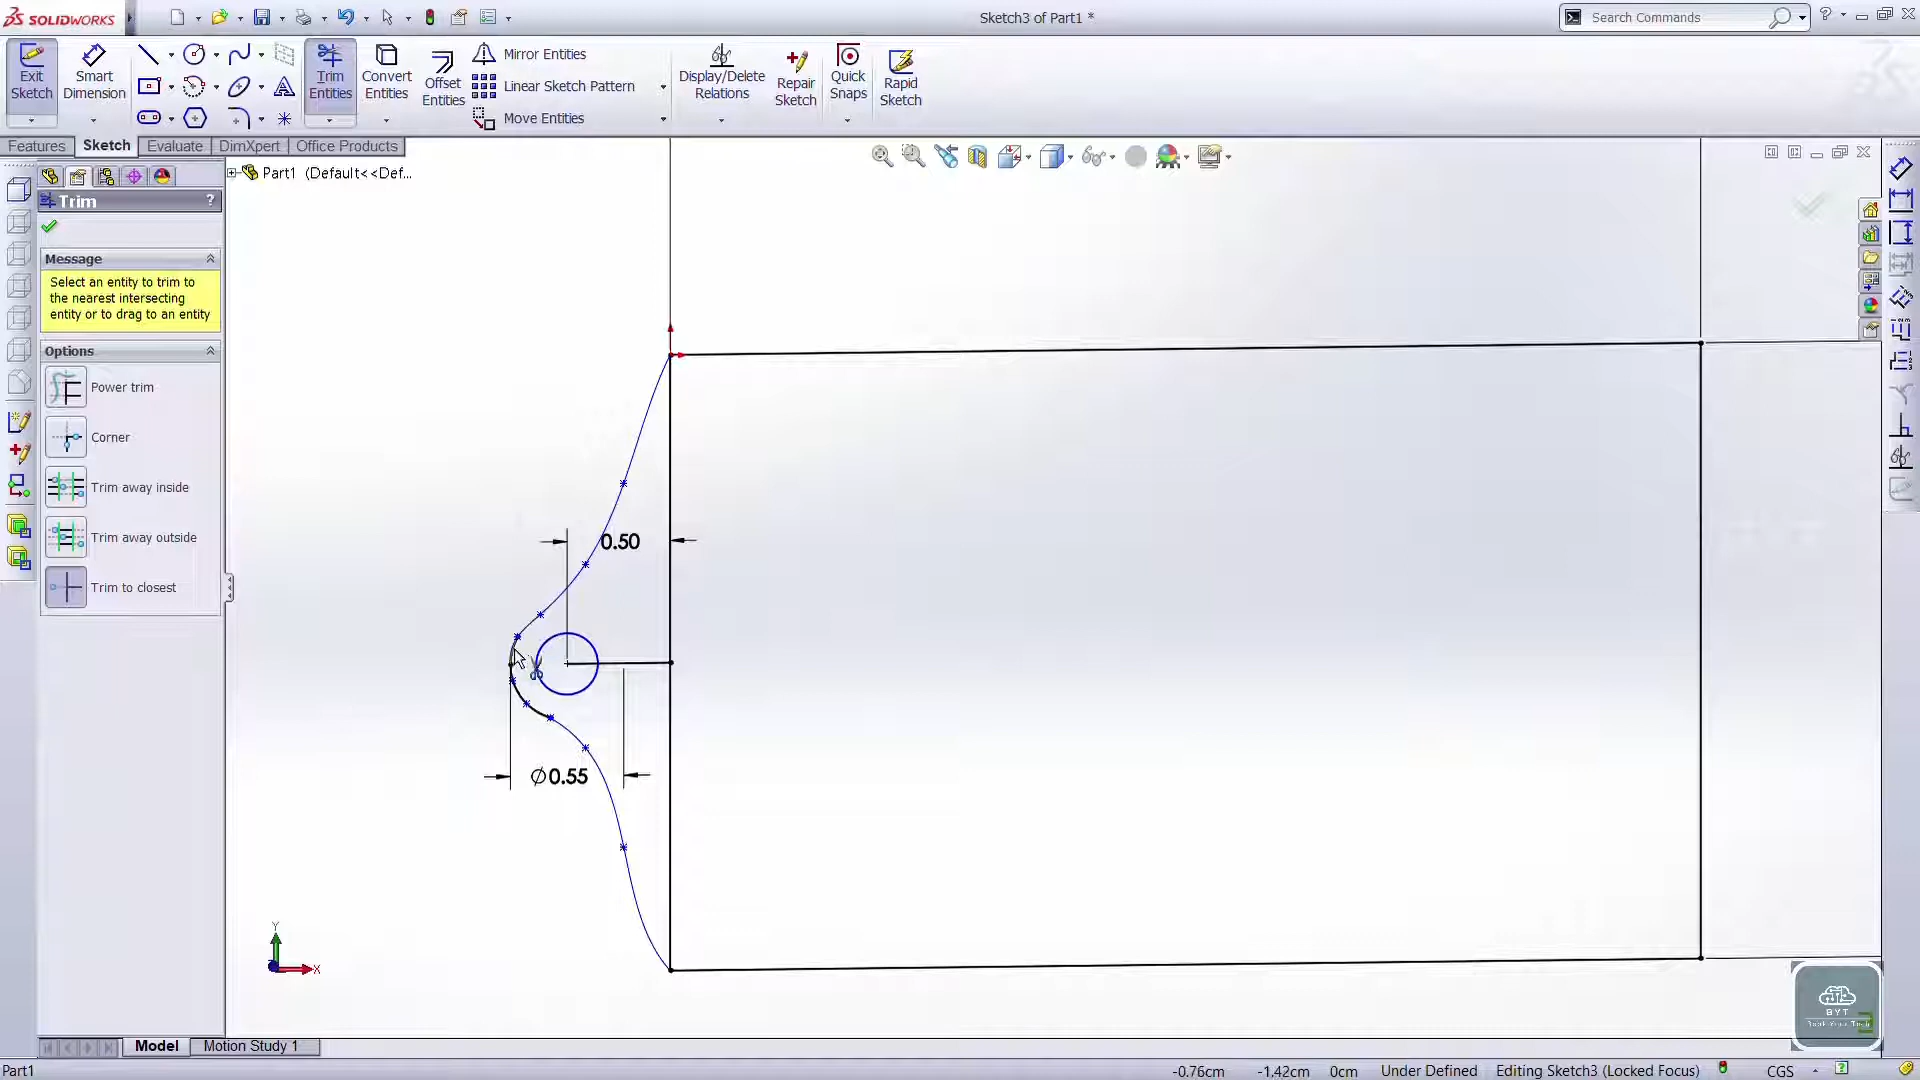 SOLIDWORKS
Sketch3 of Part1 *
Search Commands
Exit Sketch
Smart Dimension
Trim Entities
Convert Entities
Offset Entities
Mirror Entities
Linear Sketch Pattern
Move Entities
Display/Delete Relations
Repair Sketch
Quick Snaps
Rapid Sketch
Features
Sketch
Evaluate
DimXpert
Office Products
Part1 (Default<<Def...
Trim
?
Message
Select an entity to trim to
the nearest intersecting
entity or to drag to an entity
Options
Power trim
Corner
Trim away inside
Trim away outside
Trim to closest
0.50
Ø0.55
Y
X
BYT
Model
Motion Study 1
Part1
-0.76cm
-1.42cm
0cm
Under Defined
Editing Sketch3 (Locked Focus)
CGS